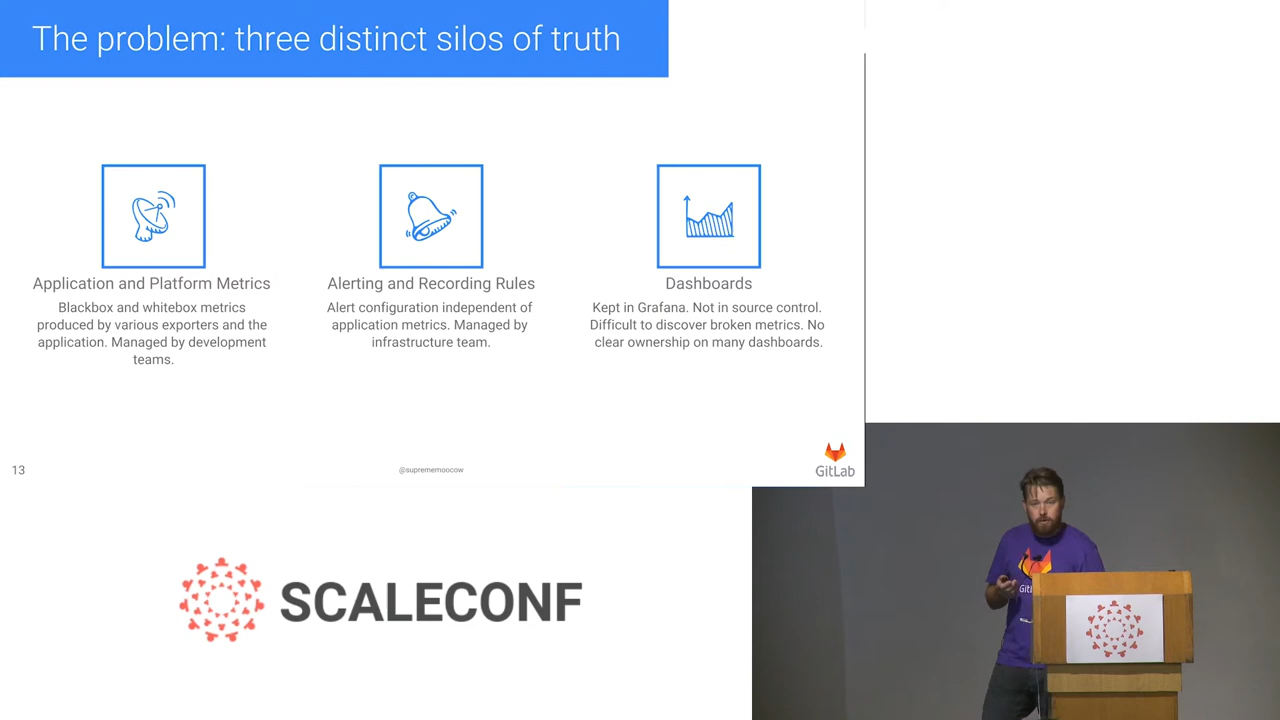 The problem: three distinct silos of truth
Application and Platform Metrics
Blackbox and whitebox metrics
produced by various exporters and the
application. Managed by development
teams.
Alerting and Recording Rules
Alert configuration independent of
application metrics. Managed by
infrastructure team.
Dashboards
Kept in Grafana. Not in source control.
Difficult to discover broken metrics. No
clear ownership on many dashboards.
13
@suprememoocow
GitLab
SCALECONF